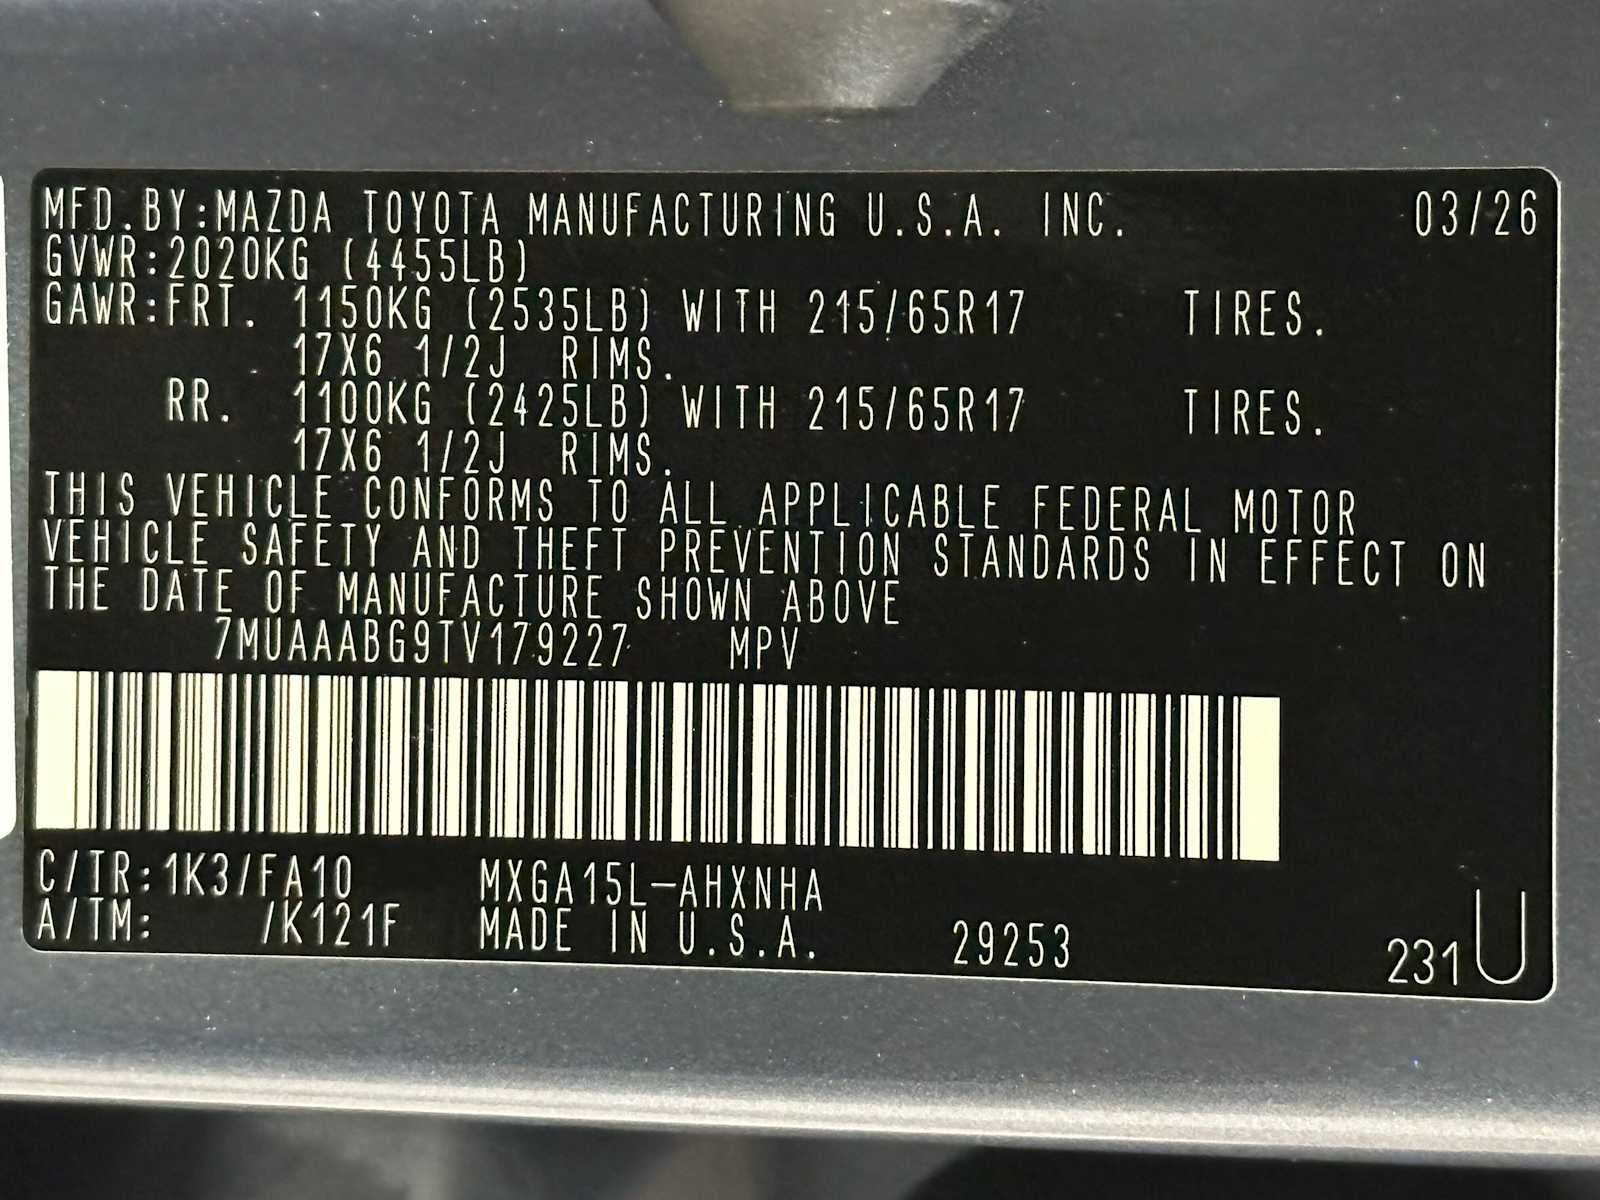 MFD.BY:MAZDA TOYOTA MANUFACTURING U.S.A. INC. 03/26
GVWR:2020KG (4455LB)
GAWR:FRT. 1150KG (2535LB) WITH 215/65R17 TIRES.
17X6 1/2J RIMS.
RR. 1100KG (2425LB) WITH 215/65R17 TIRES.
17X6 1/2J RIMS.
THIS VEHICLE CONFORMS TO ALL APPLICABLE FEDERAL MOTOR
VEHICLE SAFETY AND THEFT PREVENTION STANDARDS IN EFFECT ON
THE DATE OF MANUFACTURE SHOWN ABOVE
7MUAAABG9TV179227 MPV
C/TR:1K3/FA10 MXGA15L-AHXNHA
A/TM: /K121F MADE IN U.S.A. 29253 231U